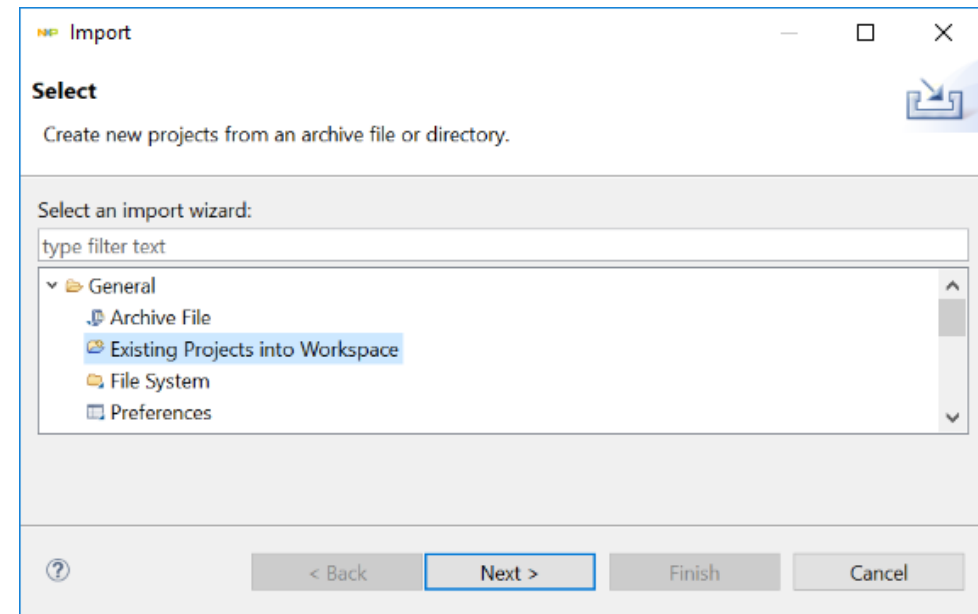 NXP Import
Select
Create new projects from an archive file or directory.
Select an import wizard:
type filter text
General
Archive File
Existing Projects into Workspace
File System
Preferences
? < Back Next > Finish Cancel